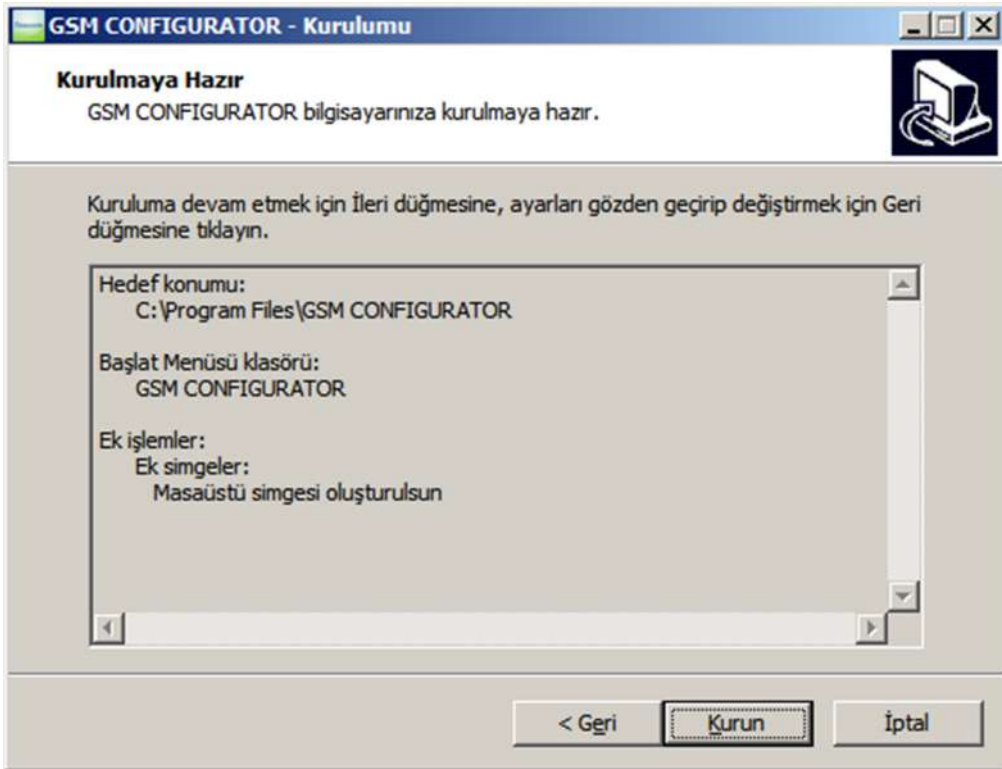 GSM CONFIGURATOR - Kurulumu
Kurulmaya Hazır
GSM CONFIGURATOR bilgisayarınıza kurulmaya hazır.
Kuruluma devam etmek için İleri düğmesine, ayarları gözden geçirip değiştirmek için Geri
düğmesine tıklayın.
Hedef konumu:
C:\Program Files\GSM CONFIGURATOR
Başlat Menüsü klasörü:
GSM CONFIGURATOR
Ek işlemler:
Ek simgeler:
Masaüstü simgesi oluşturulsun
< Geri
Kurun
İptal